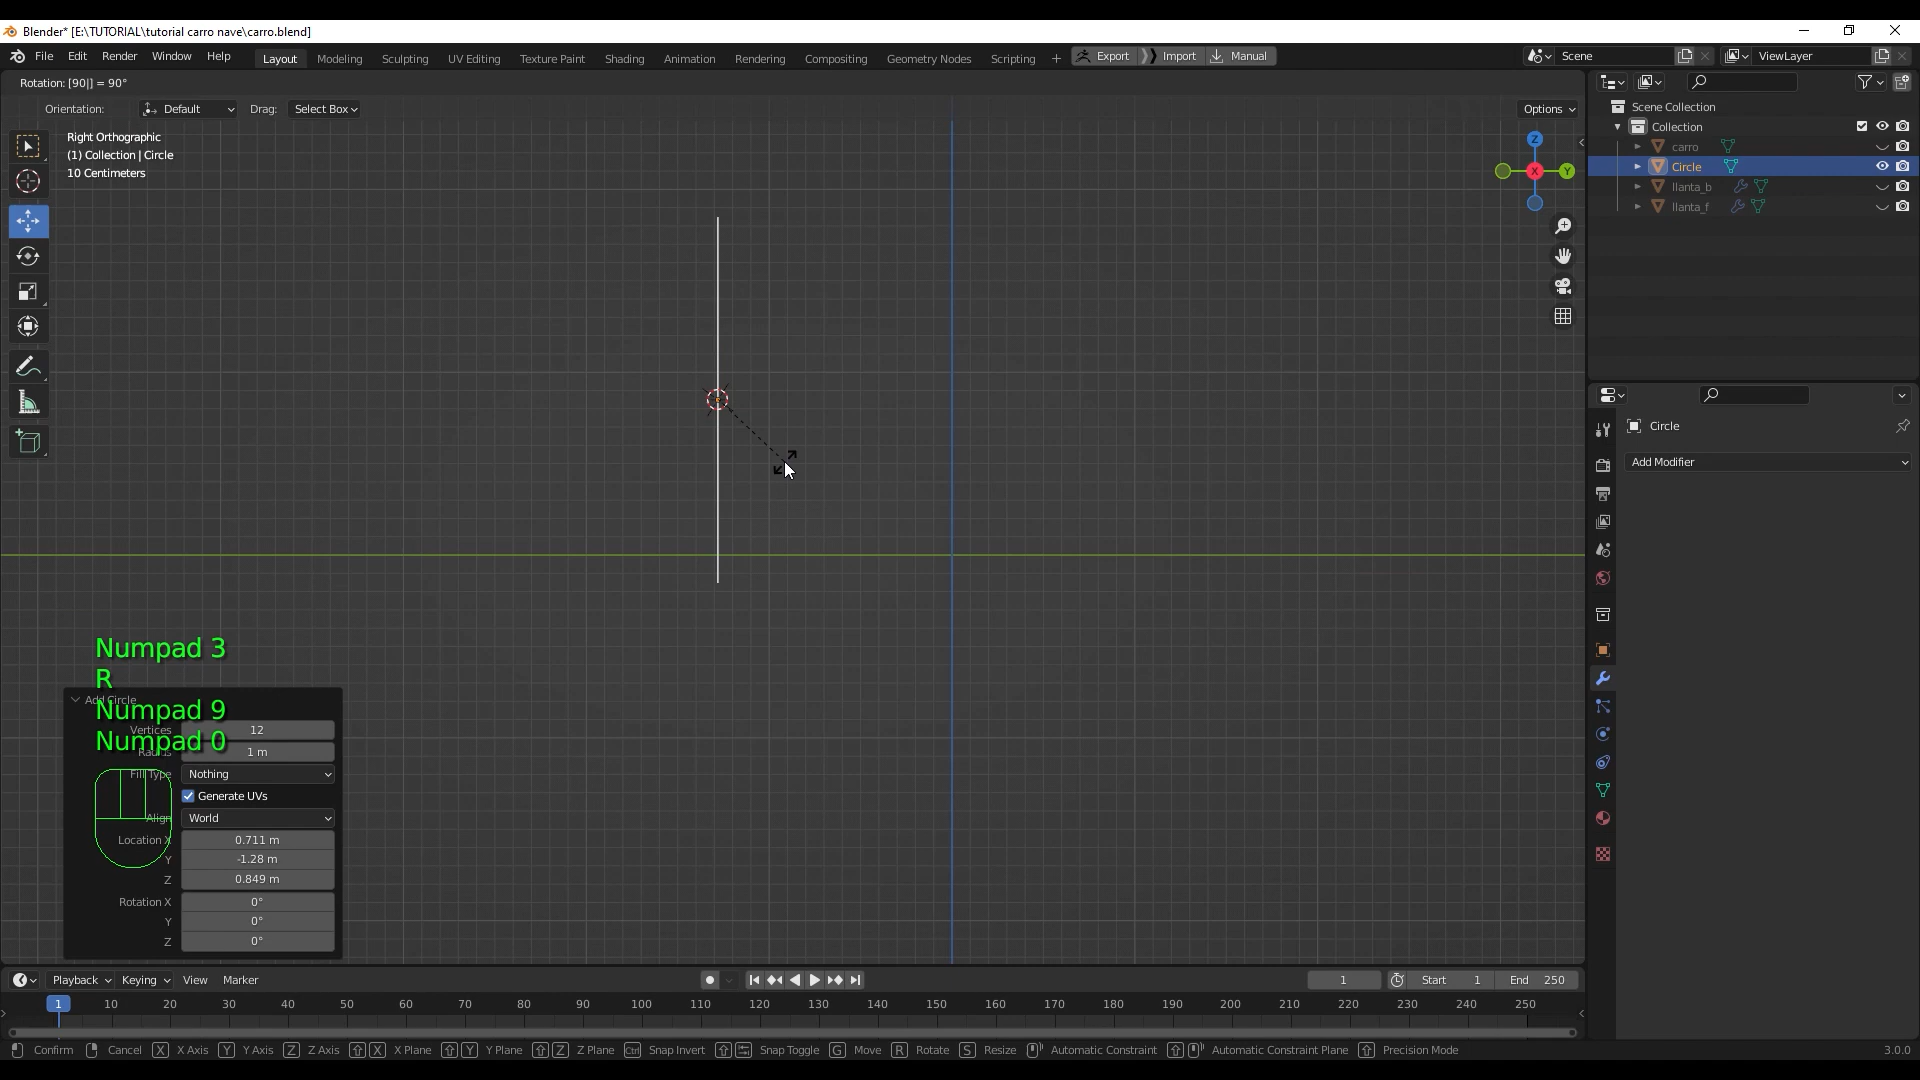 Blender* [E:\TUTORIAL\tutorial carro nave\carro.blend]
File Edit Render Window Help Layout Modeling Sculpting UV Editing Texture Paint Shading Animation Rendering Compositing Geometry Nodes Scripting + Export Import Manual Scene ViewLayer
Rotation: [90|] = 90°
Orientation: Default Drag: Select Box Options
Right Orthographic
(1) Collection | Circle
10 Centimeters
Z
X
Y
Scene Collection
Collection
carro
Circle
llanta_b
llanta_f
Circle
Add Modifier
Numpad 3
R
Numpad 9
Numpad 0
Add Circle
Vertices 12
Radius 1 m
Fill Type Nothing
Generate UVs
Align World
Location X 0.711 m
Y -1.28 m
Z 0.849 m
Rotation X 0°
Y 0°
Z 0°
Playback Keying View Marker 1 Start 1 End 250
1 10 20 30 40 50 60 70 80 90 100 110 120 130 140 150 160 170 180 190 200 210 220 230 240 250
Confirm Cancel X X Axis Y Y Axis Z Z Axis X X Plane Y Y Plane Z Z Plane Ctrl Snap Invert Snap Toggle G Move R Rotate S Resize Automatic Constraint Automatic Constraint Plane Precision Mode 3.0.0